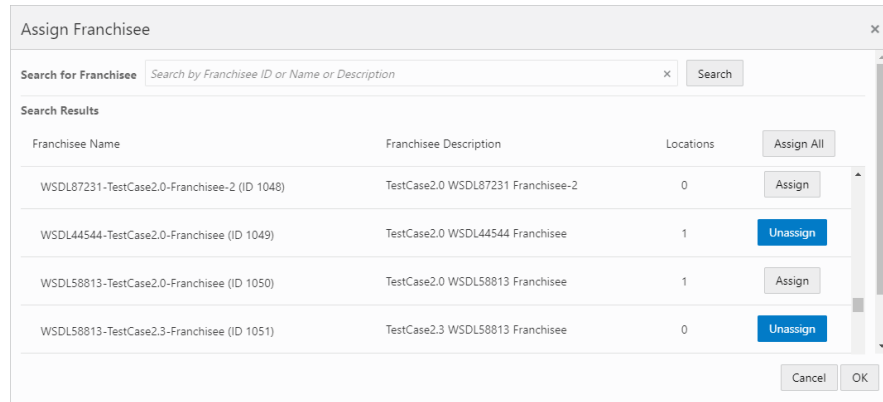 Assign Franchisee ×
Search for Franchisee Search by Franchisee ID or Name or Description × Search
Search Results
Franchisee Name Franchisee Description Locations Assign All
WSDL87231-TestCase2.0-Franchisee-2 (ID 1048) TestCase2.0 WSDL87231 Franchisee-2 0 Assign
WSDL44544-TestCase2.0-Franchisee (ID 1049) TestCase2.0 WSDL44544 Franchisee 1 Unassign
WSDL58813-TestCase2.0-Franchisee (ID 1050) TestCase2.0 WSDL58813 Franchisee 1 Assign
WSDL58813-TestCase2.3-Franchisee (ID 1051) TestCase2.3 WSDL58813 Franchisee 0 Unassign
Cancel OK